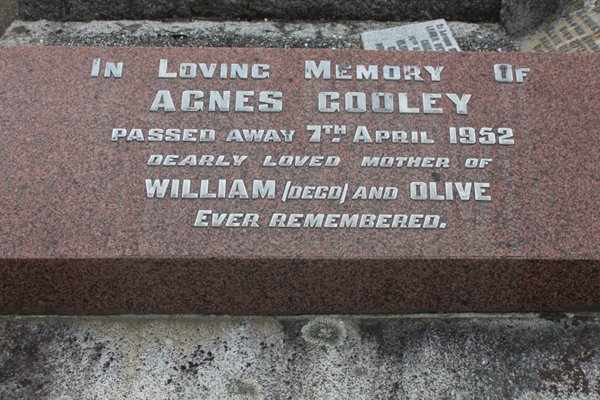 In Loving Memory Of
AGNES COOLEY
PASSED AWAY 7TH APRIL 1952
DEARLY LOVED MOTHER OF
WILLIAM (DECD) AND OLIVE
EVER REMEMBERED.